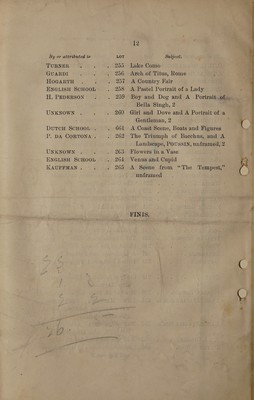 12
By or attributed to LOT Subject.
TURNER . . . 255 Lake Como
GUARDI . . . 256 Arch of Titus, Rome
HOGARTH . . . 257 A Country Fair
ENGLISH SCHOOL . 258 A Pastel Portrait of a Lady
H. PEDERSON . . 259 Boy and Dog and A Portrait of
Bella Singh, 2
UNKNOWN . . . 260 Girl and Dove and A Portrait of a
Gentleman, 2
DUTCH SCHOOL . . 661 A Coast Scene, Boats and Figures
P. DA CORTONA . . 262 The Triumph of Bacchus, and A
Landscape, POUSSIN, unframed, 2
UNKNOWN . . . 263 Flowers in a Vase
ENGLISH SCHOOL . 264 Venus and Cupid
KAUFFMAN . . . 265 A Scene from "The Tempest,"
unframed
FINIS.